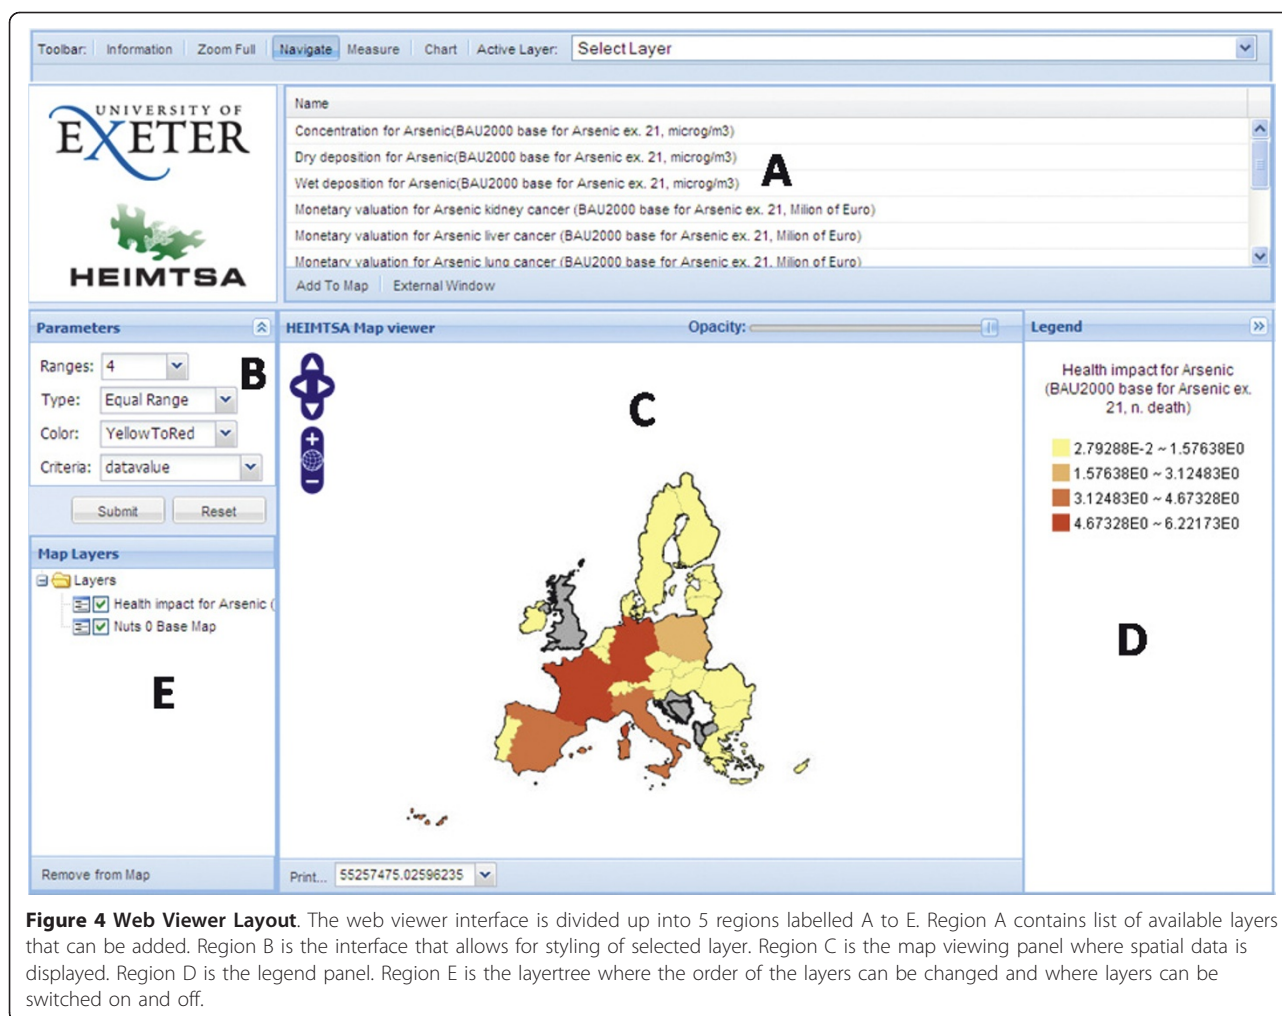 Toolbar: Information Zoom Full Navigate Measure Chart Active Layer: Select Layer
UNIVERSITY OF
EXETER
HEIMTSA
Name
Concentration for Arsenic(BAU2000 base for Arsenic ex. 21, microg/m3)
Dry deposition for Arsenic(BAU2000 base for Arsenic ex. 21, microg/m3)
Wet deposition for Arsenic(BAU2000 base for Arsenic ex. 21, microg/m3)
A
Monetary valuation for Arsenic kidney cancer (BAU2000 base for Arsenic ex. 21, Milion of Euro)
Monetary valuation for Arsenic liver cancer (BAU2000 base for Arsenic ex. 21, Milion of Euro)
Monetary valuation for Arsenic lung cancer (BAU2000 base for Arsenic ex. 21, Milion of Euro)
Add To Map External Window
Parameters
Ranges: 4
B
Type: Equal Range
Color: YellowToRed
Criteria: datavalue
Submit Reset
Map Layers
Layers
Health impact for Arsenic (
Nuts 0 Base Map
E
Remove from Map
HEIMTSA Map viewer Opacity:
C
Print... 55257475.02596235
Legend
Health impact for Arsenic
(BAU2000 base for Arsenic ex.
21, n. death)
2.79288E-2 ~ 1.57638E0
1.57638E0 ~ 3.12483E0
3.12483E0 ~ 4.67328E0
4.67328E0 ~ 6.22173E0
D
Figure 4 Web Viewer Layout. The web viewer interface is divided up into 5 regions labelled A to E. Region A contains list of available layers
that can be added. Region B is the interface that allows for styling of selected layer. Region C is the map viewing panel where spatial data is
displayed. Region D is the legend panel. Region E is the layertree where the order of the layers can be changed and where layers can be
switched on and off.